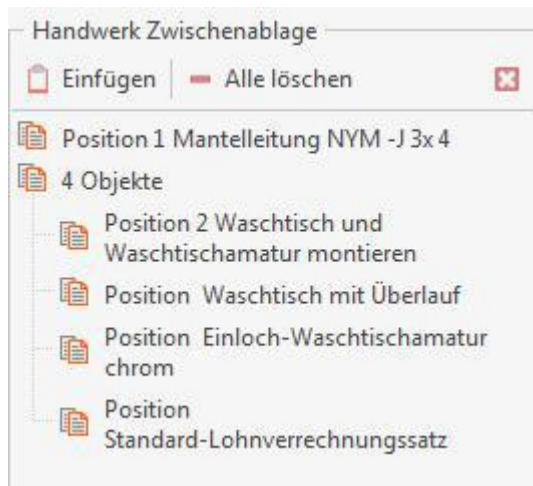 Handwerk Zwischenablage
Einfügen Alle löschen
Position 1 Mantelleitung NYM -J 3x 4
4 Objekte
Position 2 Waschtisch und
Waschtischamatur montieren
Position  Waschtisch mit Überlauf
Position  Einloch-Waschtischamatur
chrom
Position
Standard-Lohnverrechnungssatz